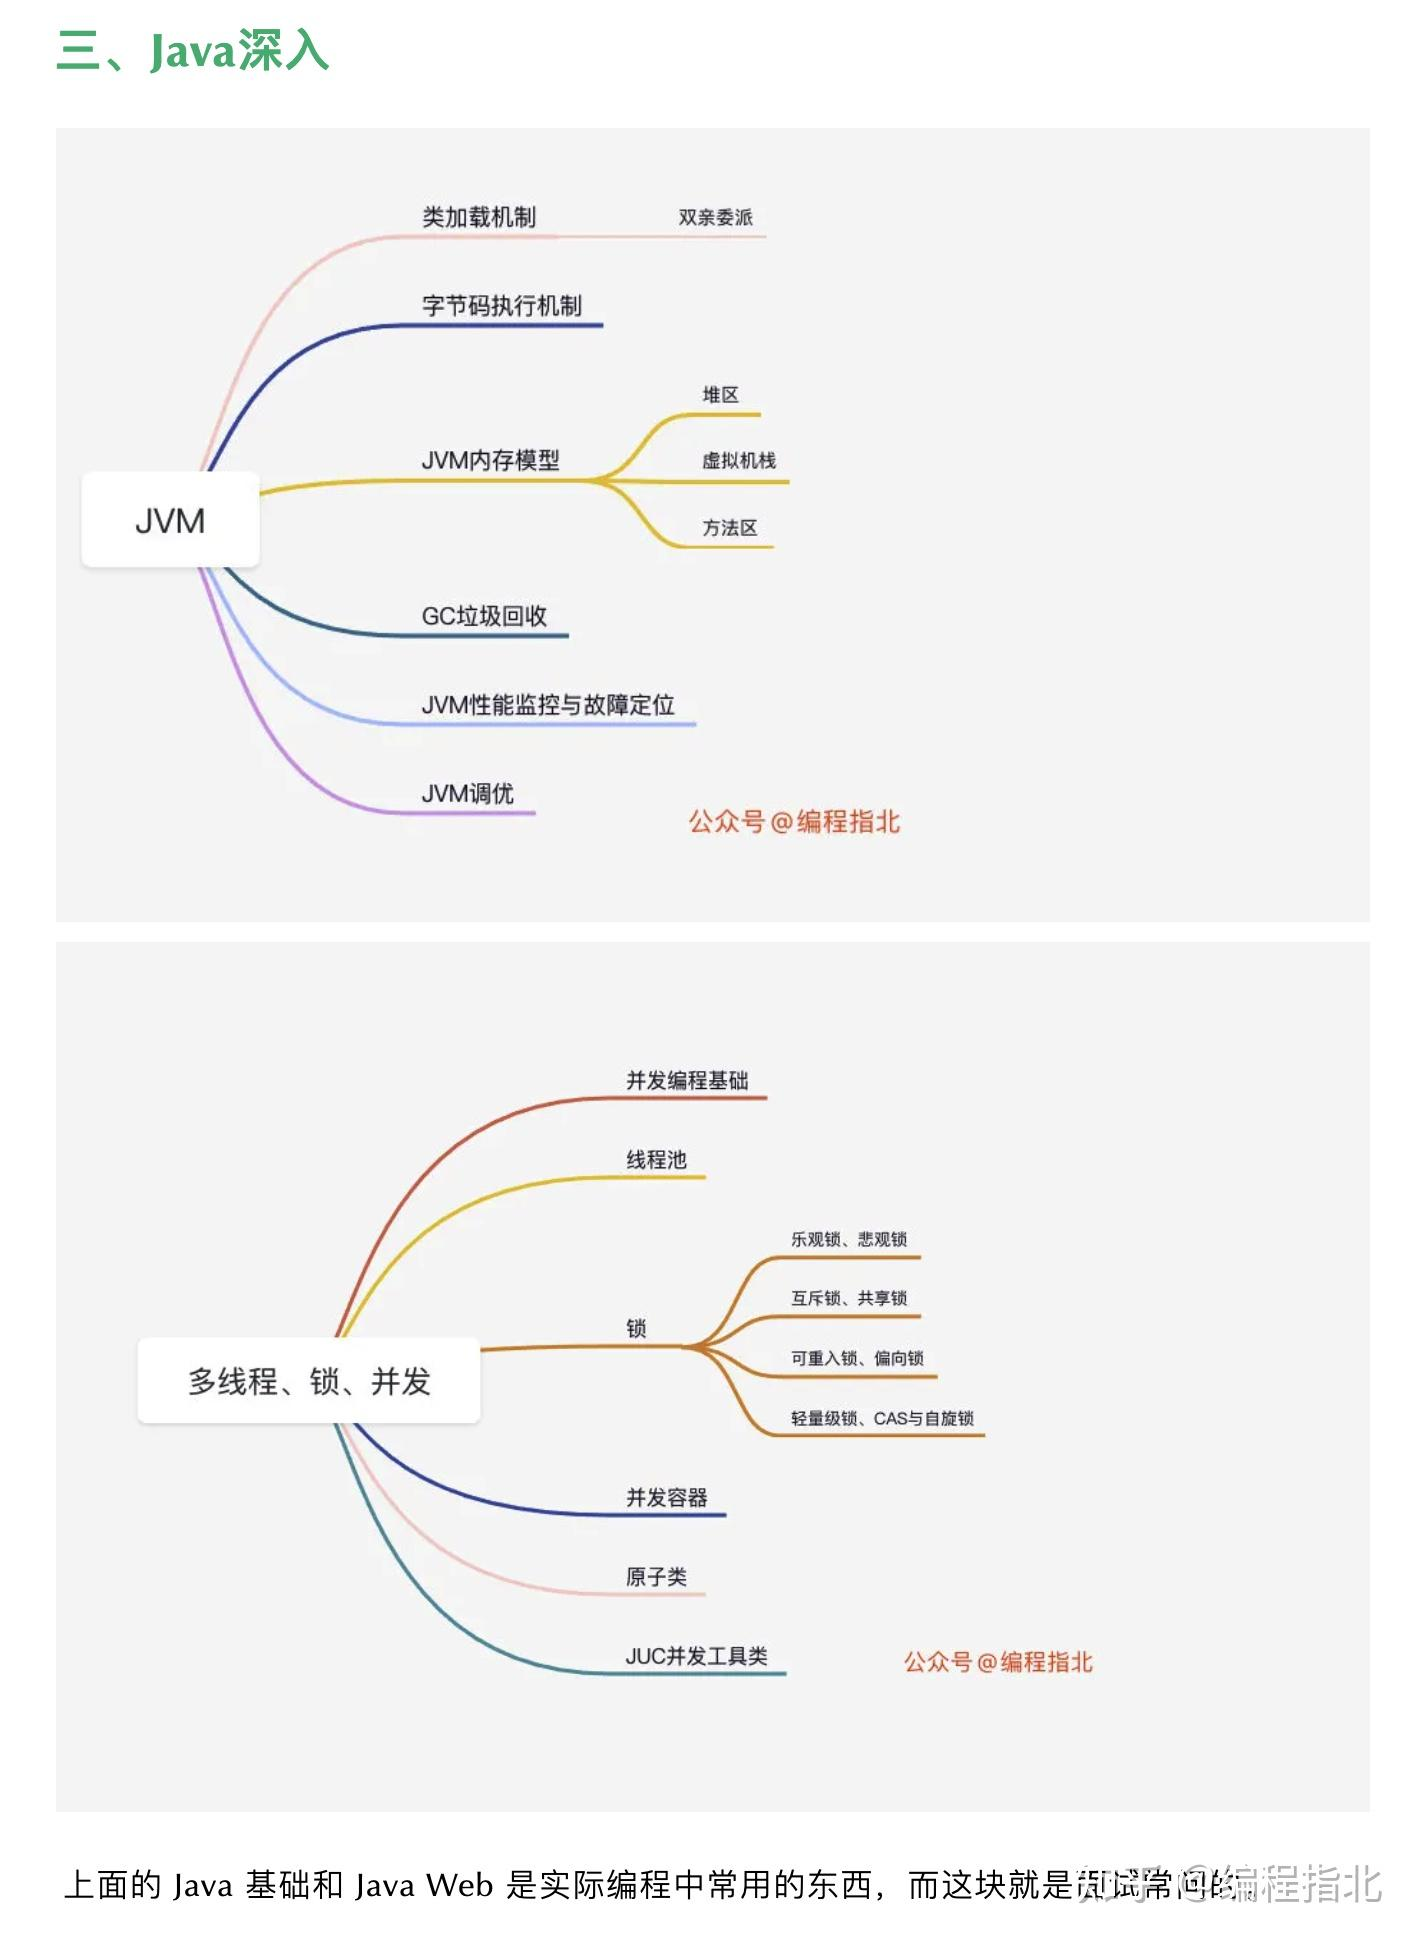 三、Java深入
类加载机制
双亲委派
字节码执行机制
JVM内存模型
堆区
虚拟机栈
方法区
JVM
GC垃圾回收
JVM性能监控与故障定位
JVM调优
公众号@编程指北
并发编程基础
线程池
锁
乐观锁、悲观锁
互斥锁、共享锁
可重入锁、偏向锁
轻量级锁、CAS与自旋锁
多线程、锁、并发
并发容器
原子类
JUC并发工具类
公众号@编程指北
上面的 Java 基础和 Java Web 是实际编程中常用的东西，而这块就是面试常问的。
知乎 @编程指北